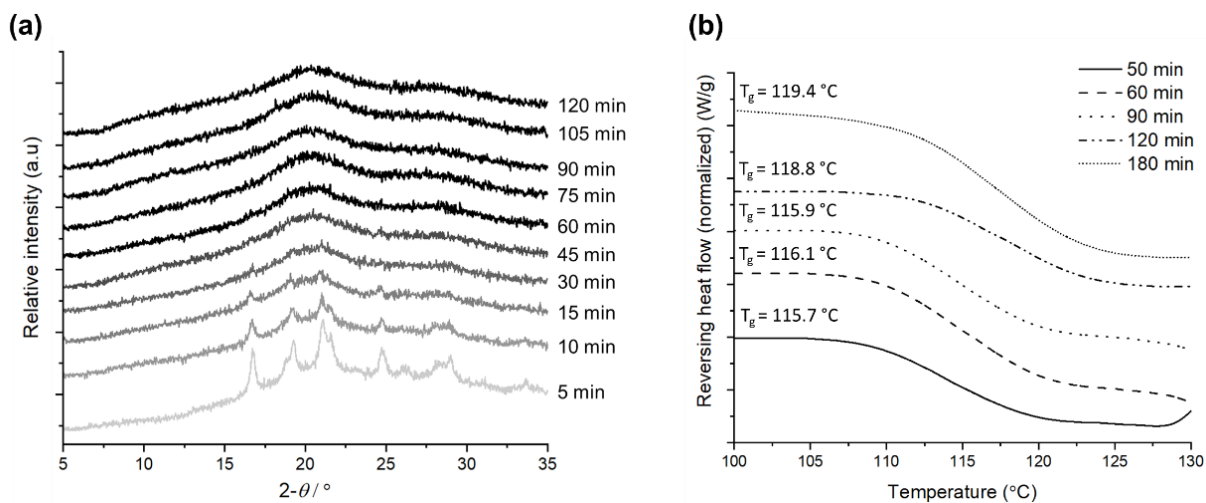 (a)
Relative intensity (a.u)
120 min
105 min
90 min
75 min
60 min
45 min
30 min
15 min
10 min
5 min
5 10 15 20 25 30 35
2-θ / °
(b)
Reversing heat flow (normalized) (W/g)
50 min
60 min
90 min
120 min
180 min
Tg = 119.4 °C
Tg = 118.8 °C
Tg = 115.9 °C
Tg = 116.1 °C
Tg = 115.7 °C
100 105 110 115 120 125 130
Temperature (°C)